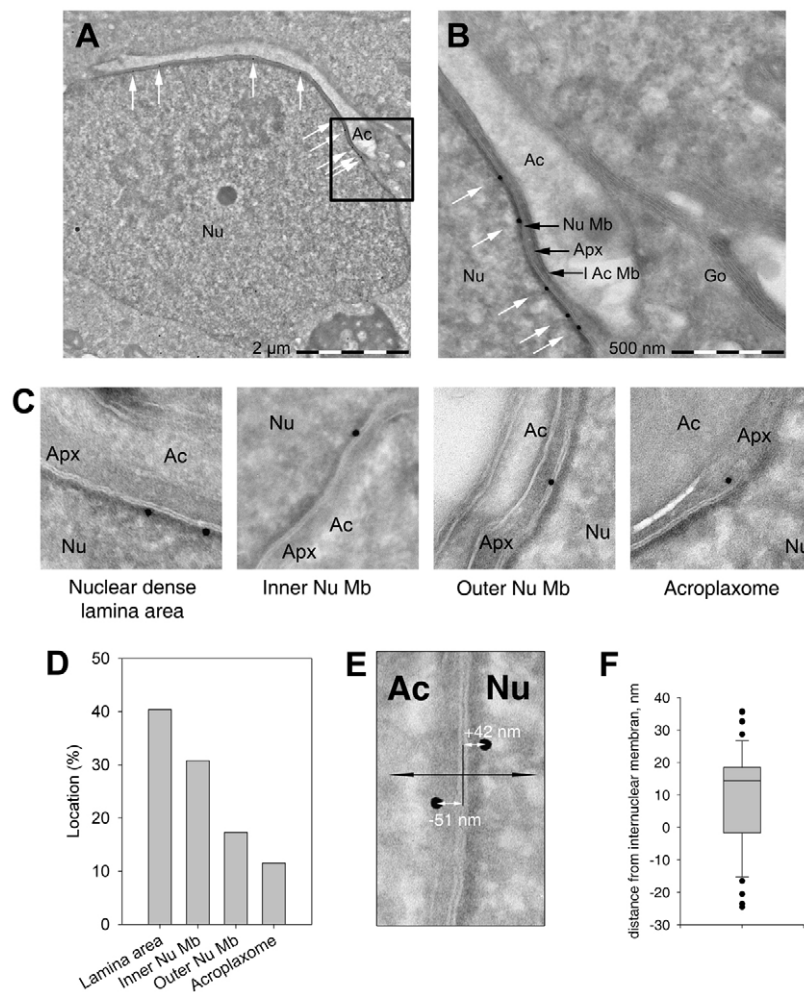 A
Ac
Nu
2 µm
B
Ac
Nu Mb
Apx
I Ac Mb
Nu
Go
500 nm
C
Apx
Ac
Nu
Nuclear dense
lamina area
Nu
Ac
Apx
Inner Nu Mb
Ac
Apx
Nu
Outer Nu Mb
Ac
Apx
Nu
Acroplaxome
D
Location (%)
50
40
30
20
10
0
Lamina area
Inner Nu Mb
Outer Nu Mb
Acroplaxome
E
Ac
Nu
+42 nm
-51 nm
F
distance from internuclear membran, nm
40
30
20
10
0
-10
-20
-30